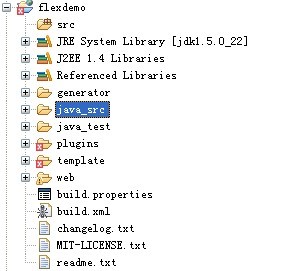 flexdemo
src
JRE System Library [jdk1.5.0_22]
J2EE 1.4 Libraries
Referenced Libraries
generator
java_src
java_test
plugins
template
web
build.properties
build.xml
changelog.txt
MIT-LICENSE.txt
readme.txt